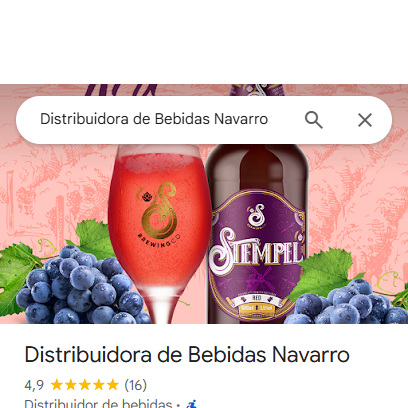 Distribuidora de Bebidas Navarro
BREWING CO
STEMPEL
RED
Distribuidora de Bebidas Navarro
4,9 (16)
Distribuidor de bebidas ·